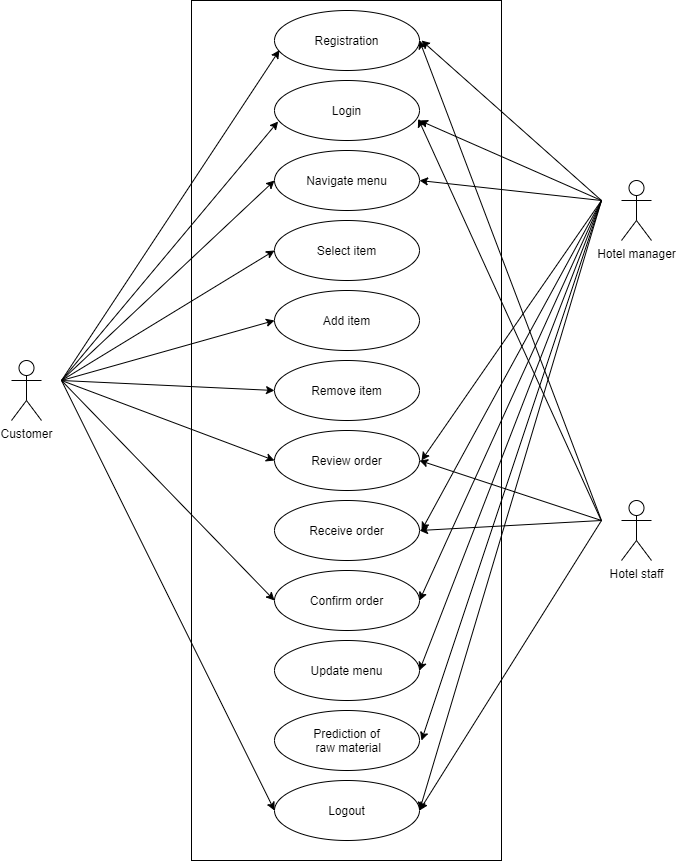 Registration
Login
Navigate menu
Select item
Add item
Remove item
Review order
Receive order
Confirm order
Update menu
Prediction of
raw material
Logout
Customer
Hotel manager
Hotel staff